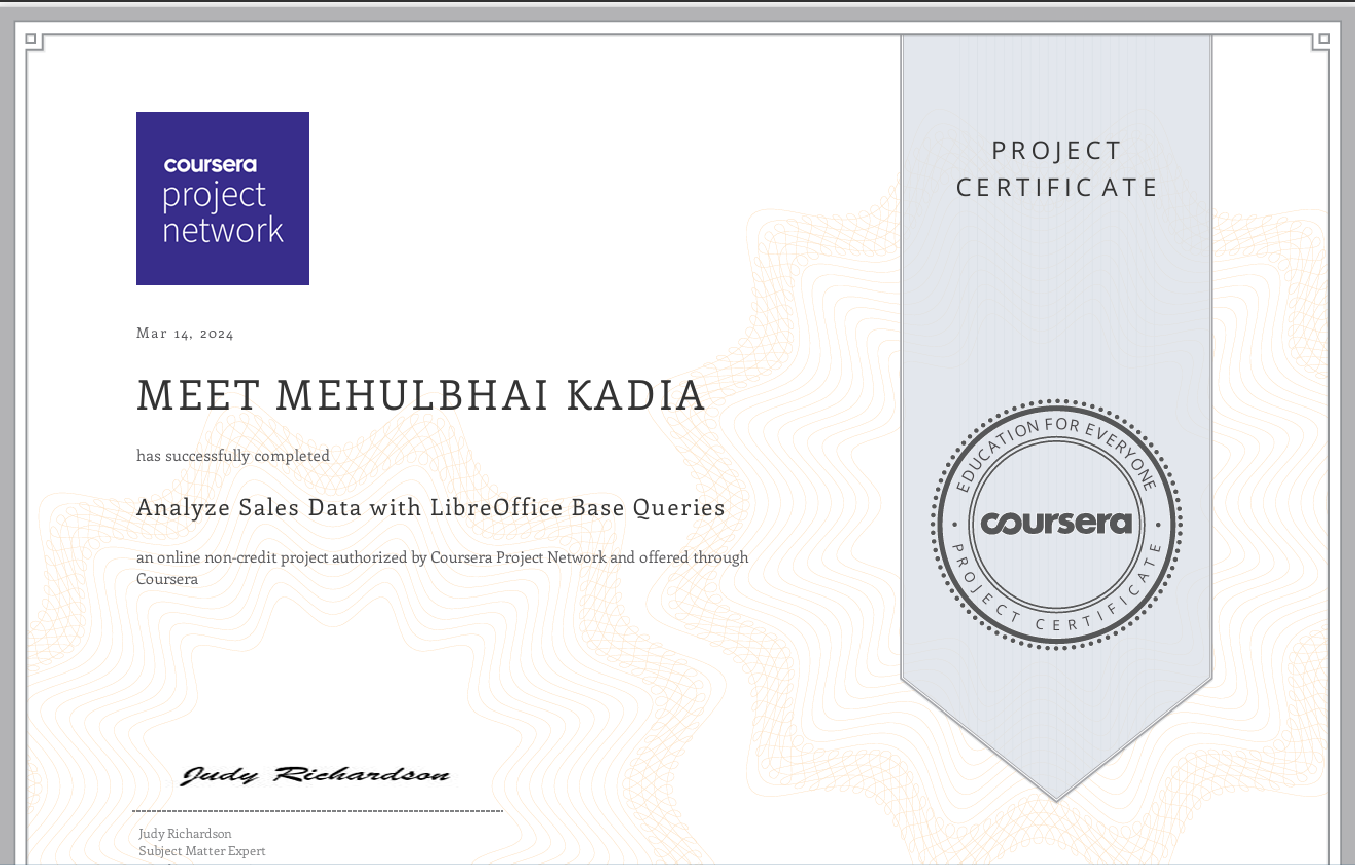 coursera
project
network
PROJECT
CERTIFICATE
Mar 14, 2024
MEET MEHULBHAI KADIA
has successfully completed
Analyze Sales Data with LibreOffice Base Queries
an online non-credit project authorized by Coursera Project Network and offered through
Coursera
EDUCATION FOR EVERYONE
coursera
PROJECT CERTIFICATE
Judy Richardson
Judy Richardson
Subject Matter Expert